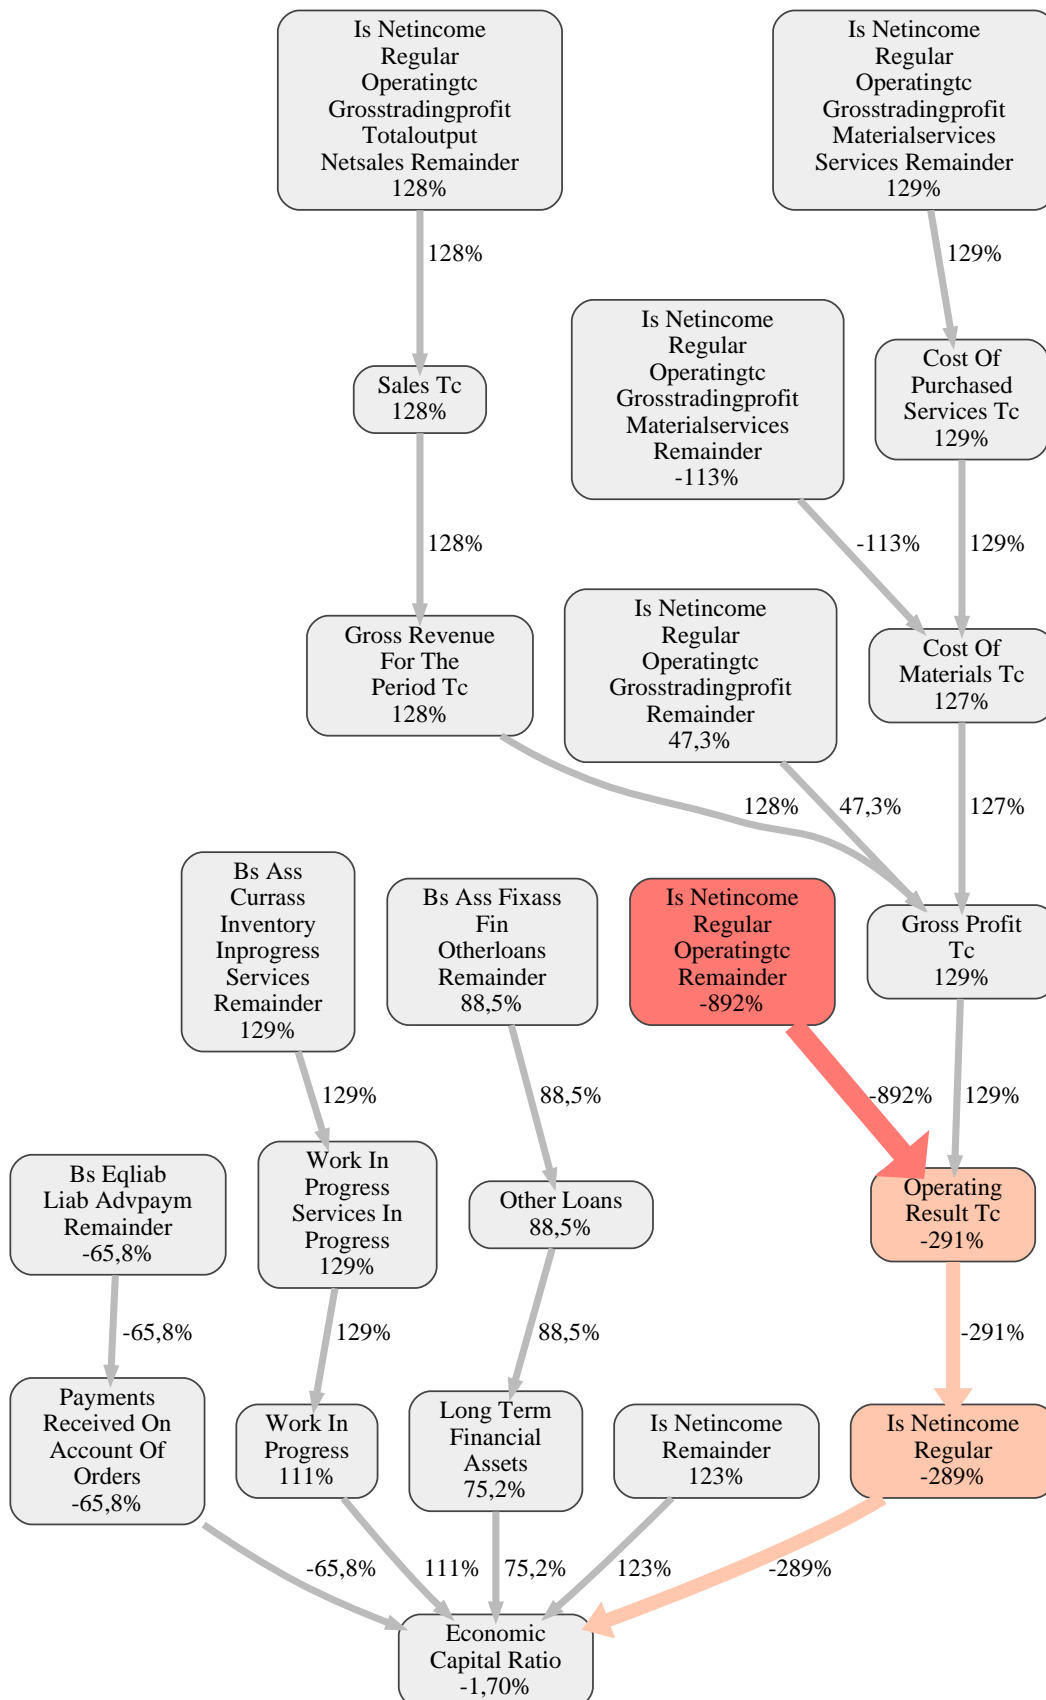 Is Netincome
Regular
Operatingtc
Grosstradingprofit
Totaloutput
Netsales Remainder
128%
Is Netincome
Regular
Operatingtc
Grosstradingprofit
Materialservices
Services Remainder
129%
128%
129%
Is Netincome
Regular
Operatingtc
Grosstradingprofit
Materialservices
Remainder
-113%
Cost Of
Purchased
Services Tc
129%
Sales Tc
128%
128%
-113%
129%
Is Netincome
Regular
Operatingtc
Grosstradingprofit
Remainder
47,3%
Gross Revenue
For The
Period Tc
128%
Cost Of
Materials Tc
127%
128%
47,3%
127%
Bs Ass
Currass
Inventory
Inprogress
Services
Remainder
129%
Bs Ass Fixass
Fin
Otherloans
Remainder
88,5%
Is Netincome
Regular
Operatingtc
Remainder
-892%
Gross Profit
Tc
129%
129%
88,5%
-892%
129%
Bs Eqliab
Liab Advpaym
Remainder
-65,8%
Work In
Progress
Services In
Progress
129%
Other Loans
88,5%
Operating
Result Tc
-291%
-65,8%
129%
88,5%
-291%
Payments
Received On
Account Of
Orders
-65,8%
Work In
Progress
111%
Long Term
Financial
Assets
75,2%
Is Netincome
Remainder
123%
Is Netincome
Regular
-289%
-65,8%
111%
75,2%
123%
-289%
Economic
Capital Ratio
-1,70%